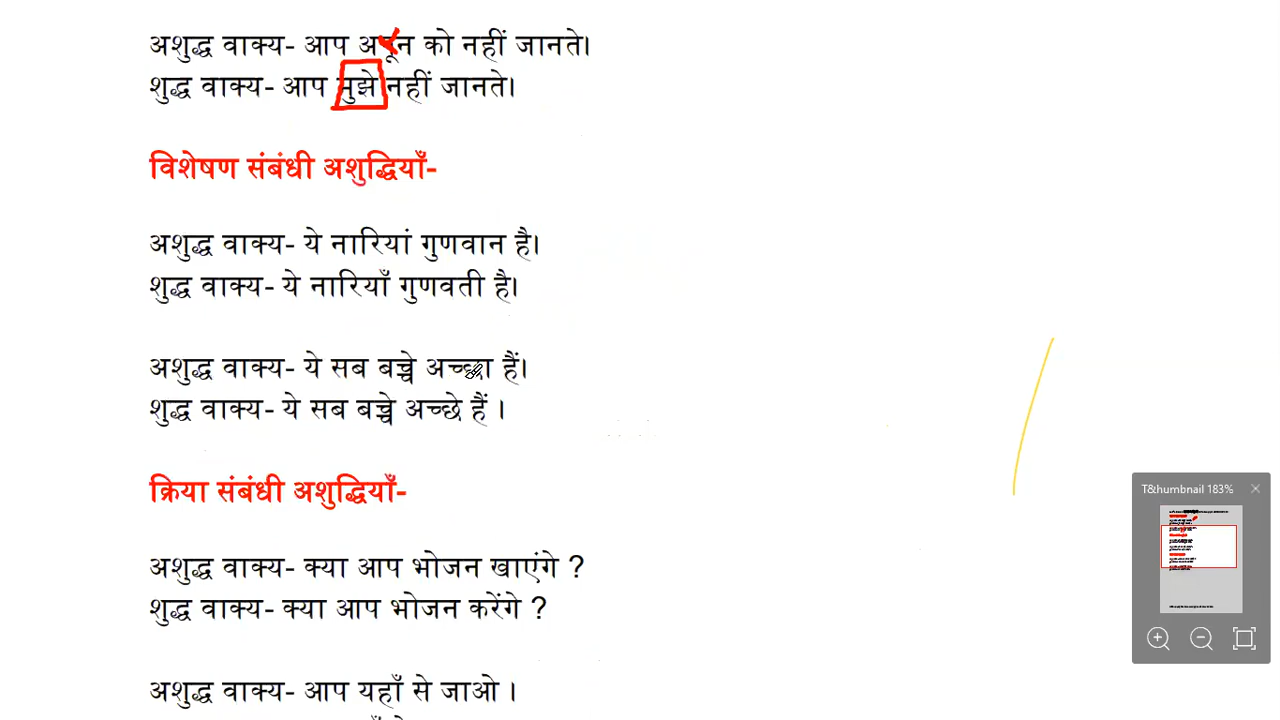 अशुद्ध वाक्य- आप को नहीं जानते।
शुद्ध वाक्य- आप मुझे नहीं जानते।
विशेषण संबंधी अशुद्धियाँ-
अशुद्ध वाक्य- ये नारियां गुणवान है।
शुद्ध वाक्य- ये नारियाँ गुणवती है।
अशुद्ध वाक्य- ये सब बच्चे अच्छा हैं।
शुद्ध वाक्य- ये सब बच्चे अच्छे हैं ।
क्रिया संबंधी अशुद्धियाँ-
अशुद्ध वाक्य- क्या आप भोजन खाएंगे ?
शुद्ध वाक्य- क्या आप भोजन करेंगे ?
अशुद्ध वाक्य- आप यहाँ से जाओ ।
T&humbnail 183%